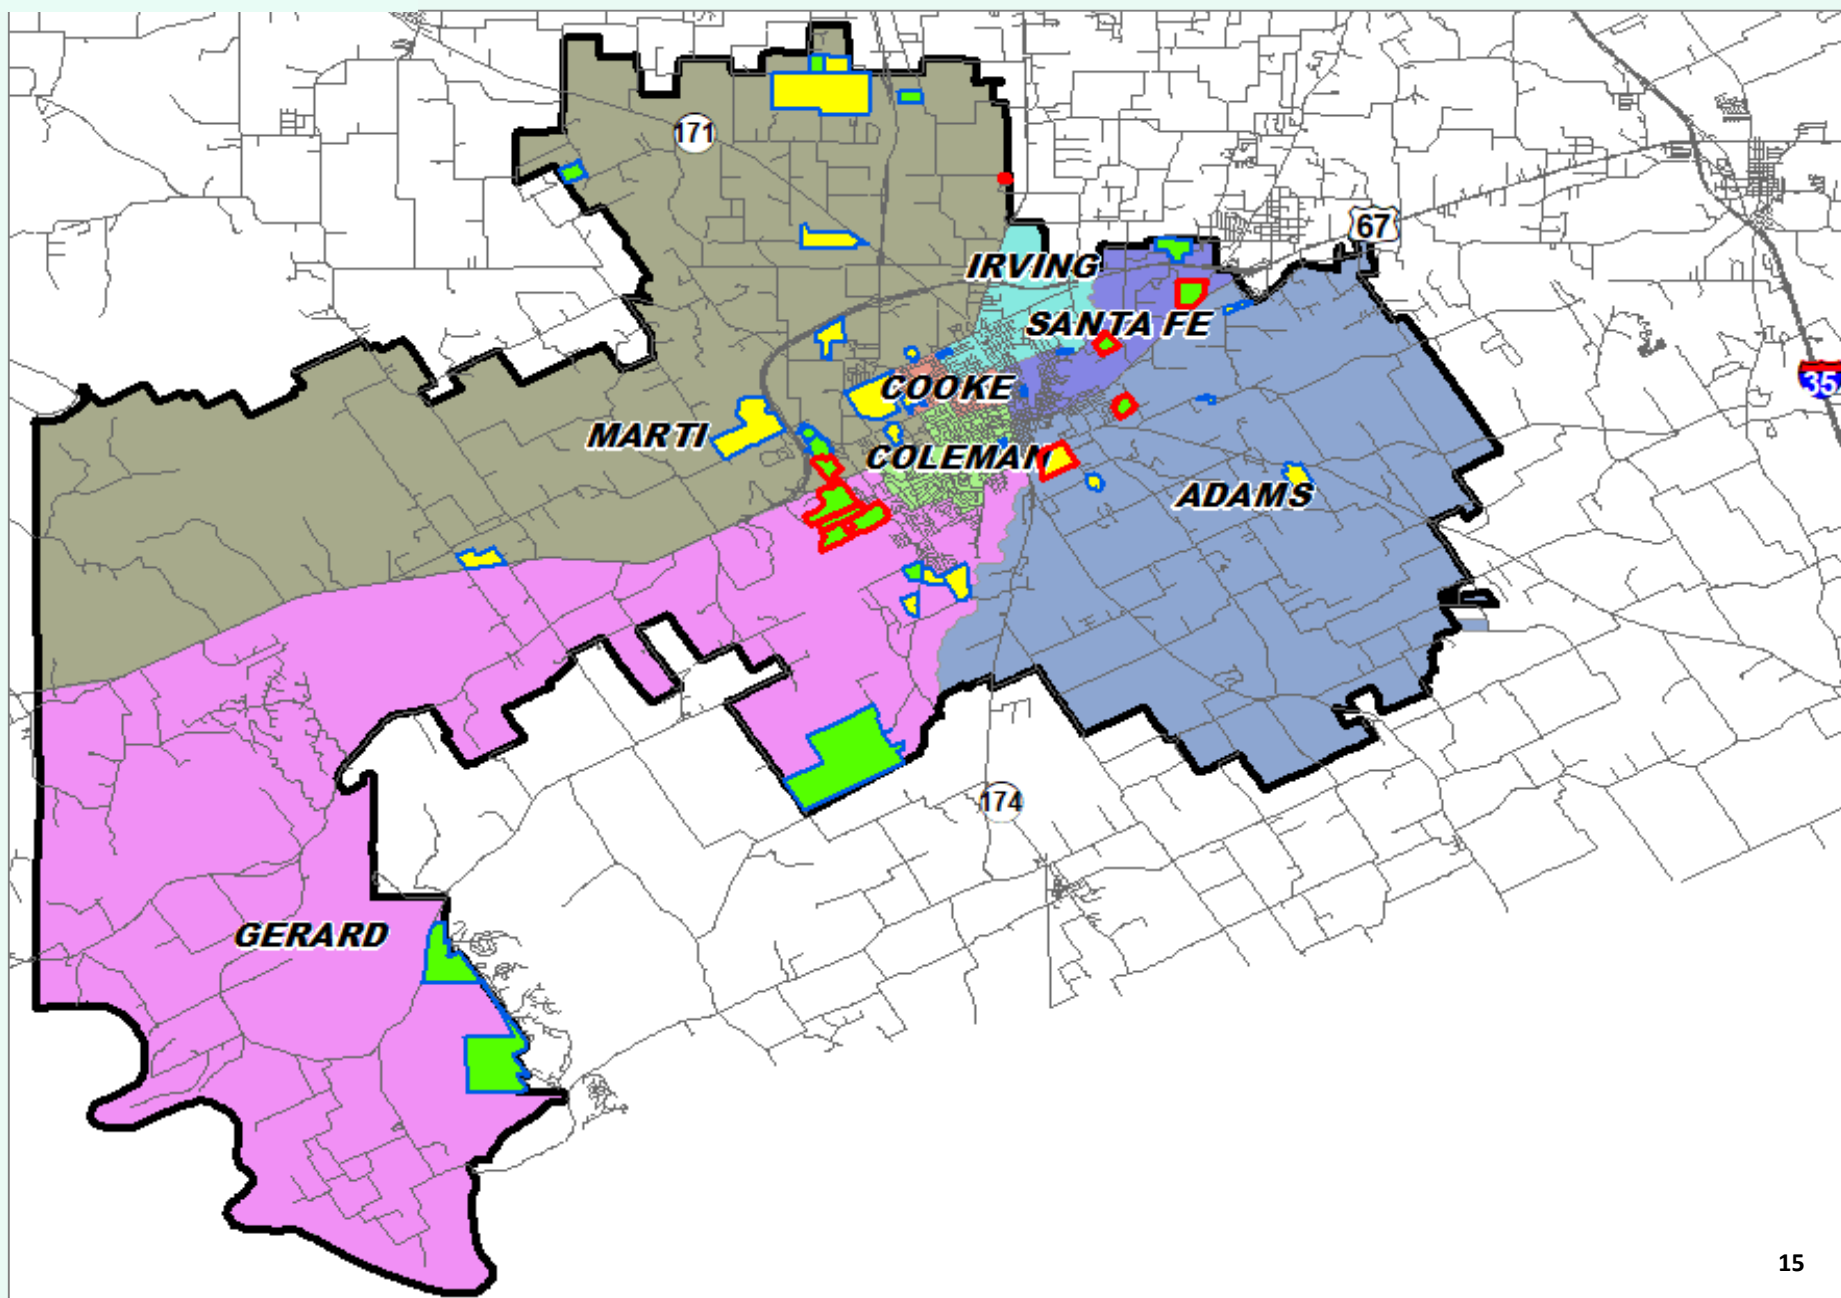 171
67
IRVING
SANTA FE
35
COOKE
MARTI
COLEMAN
ADAMS
174
GERARD
15